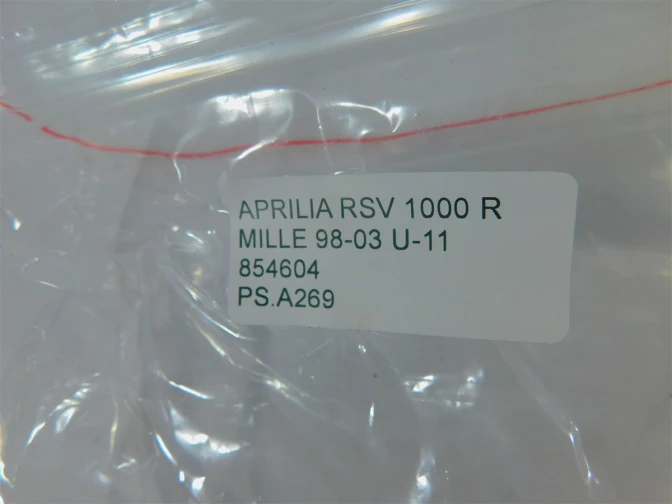 APRILIA RSV 1000 R
MILLE 98-03 U-11
854604
PS.A269